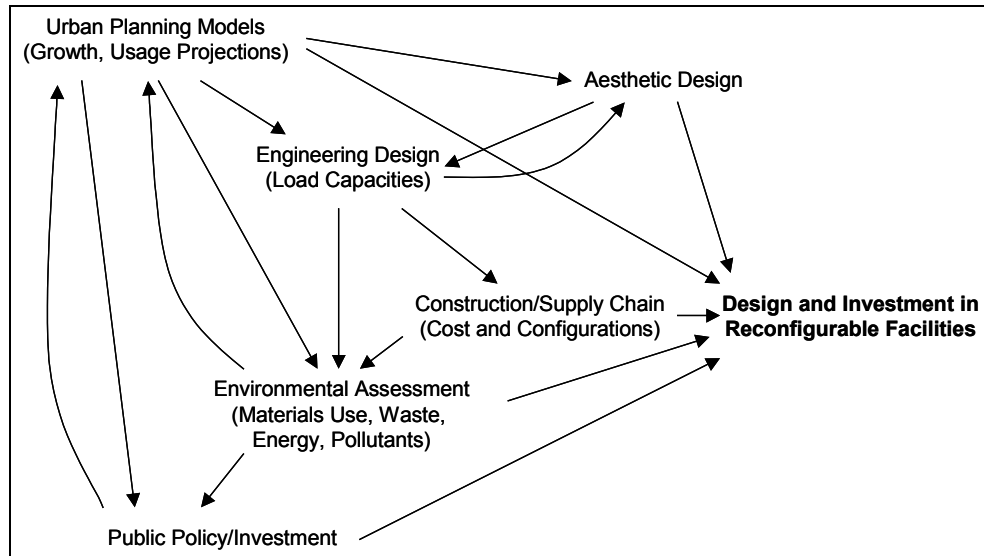 Urban Planning Models
(Growth, Usage Projections)
Aesthetic Design
Engineering Design
(Load Capacities)
Construction/Supply Chain
(Cost and Configurations)
Design and Investment in
Reconfigurable Facilities
Environmental Assessment
(Materials Use, Waste,
Energy, Pollutants)
Public Policy/Investment